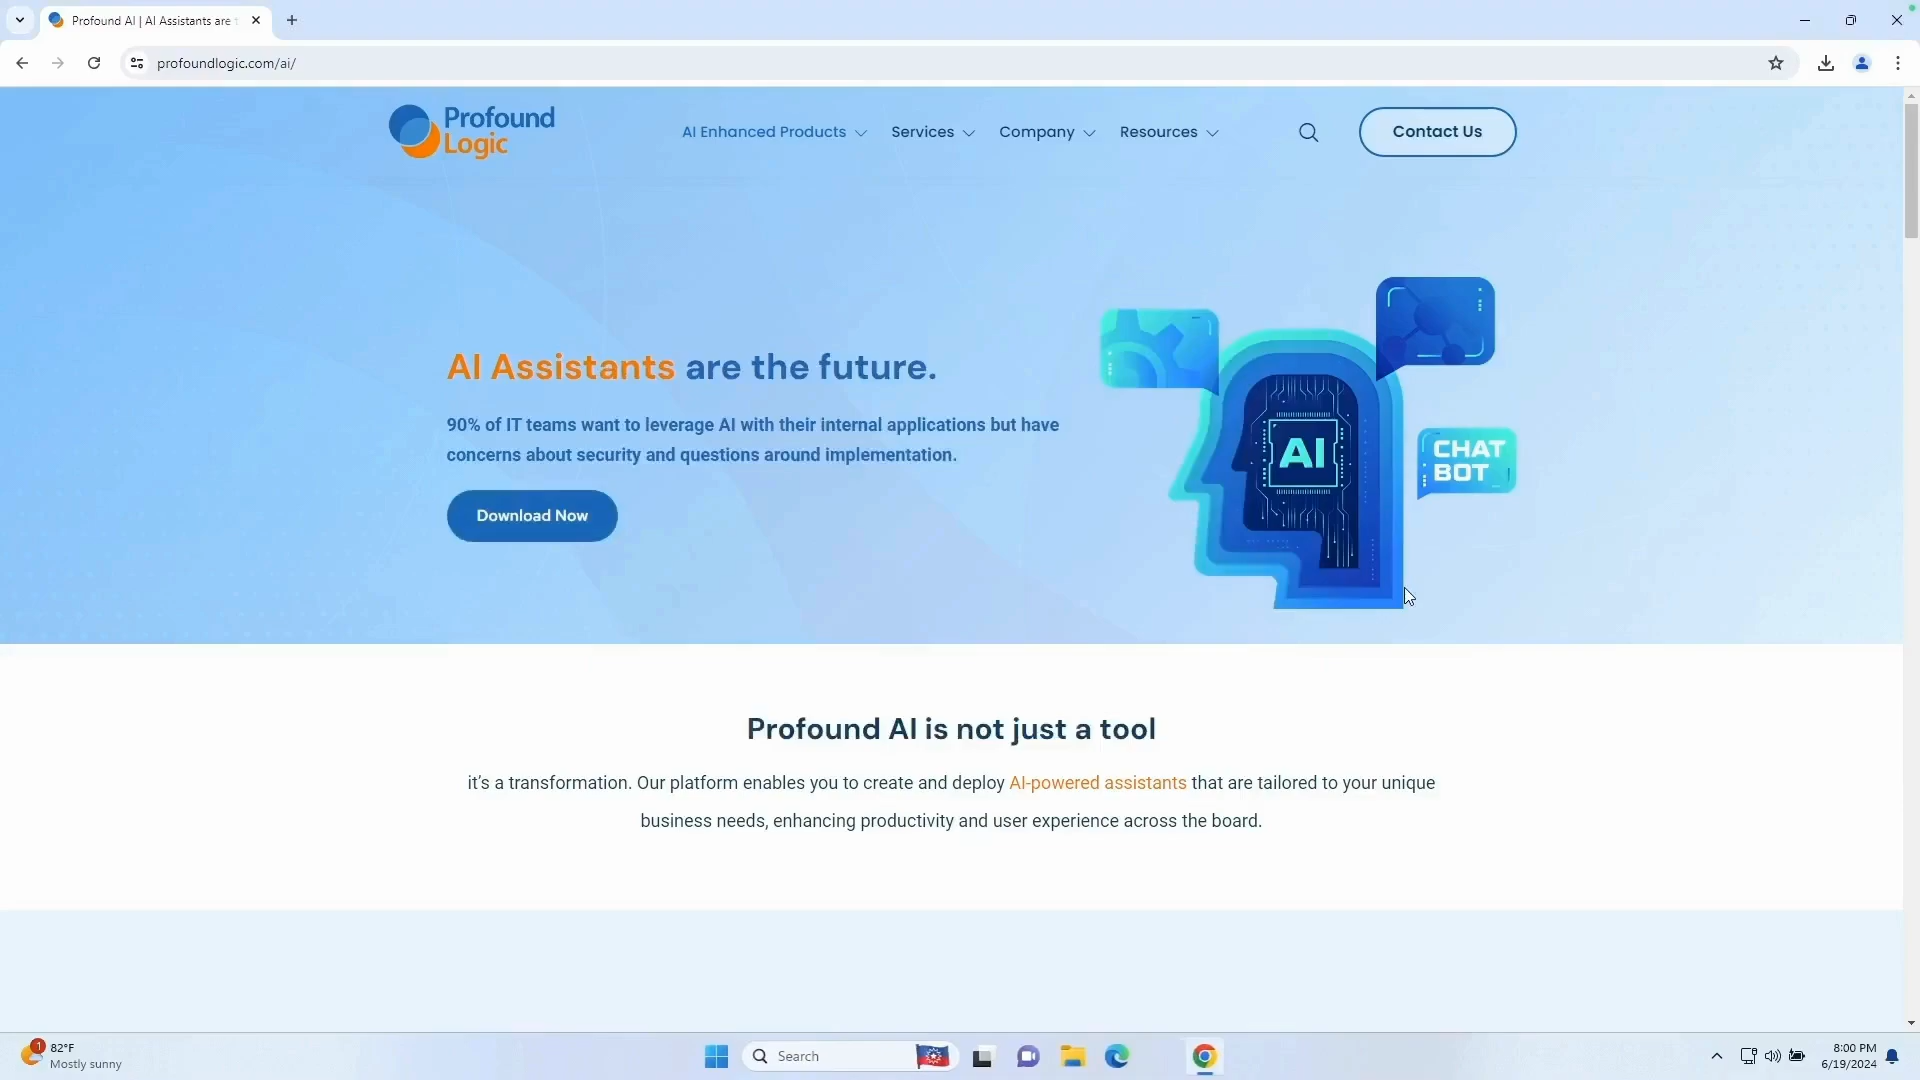 Profound AI | AI Assistants are t
profoundlogic.com/ai/
Profound
Logic
AI Enhanced Products
Services
Company
Resources
Contact Us
AI Assistants are the future.
90% of IT teams want to leverage AI with their internal applications but have
concerns about security and questions around implementation.
Download Now
AI
CHAT
BOT
Profound AI is not just a tool
it’s a transformation. Our platform enables you to create and deploy AI-powered assistants that are tailored to your unique
business needs, enhancing productivity and user experience across the board.
1
82°F
Mostly sunny
Search
8:00 PM
6/19/2024